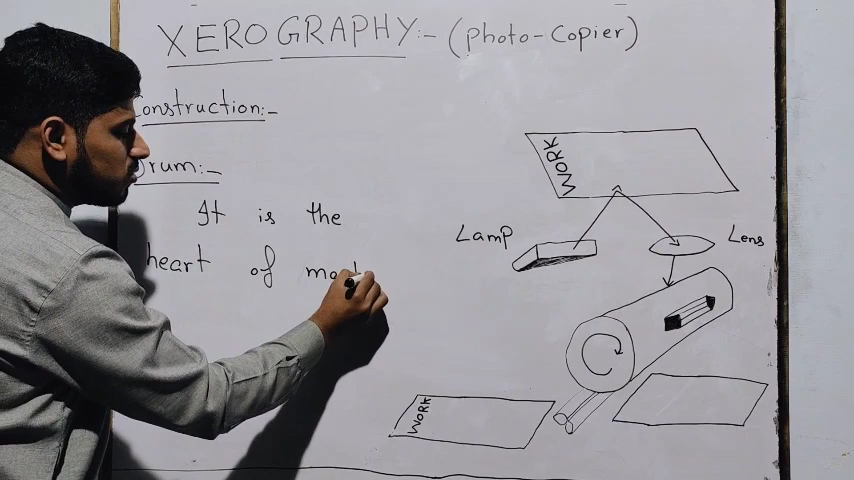 XEROGRAPHY:- (Photo-Copier)
onstruction:-
rum:-
It is the
heart of
WORK
Lamp
Lens
WORK